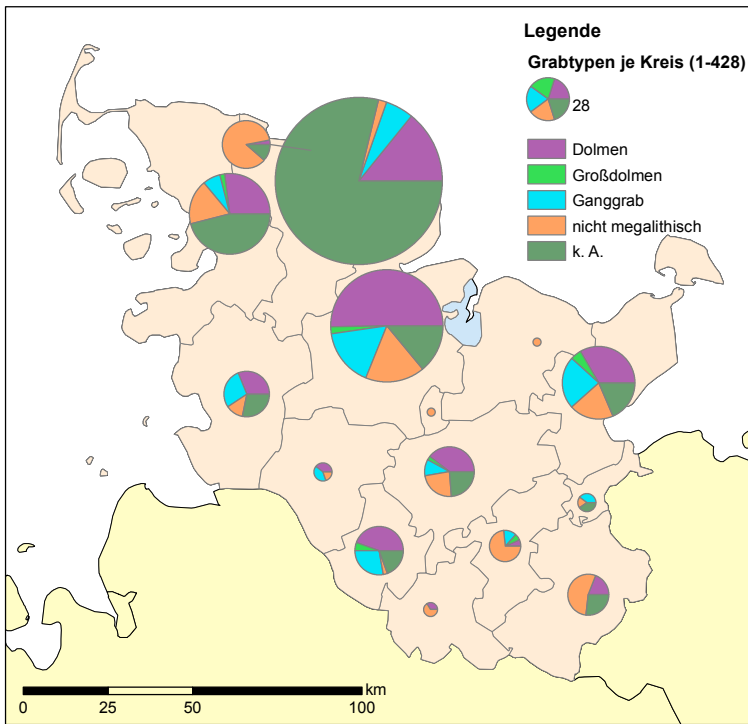 Legende
Grabtypen je Kreis (1-428)
28
Dolmen
Großdolmen
Ganggrab
nicht megalithisch
k. A.
km
0 25 50 100